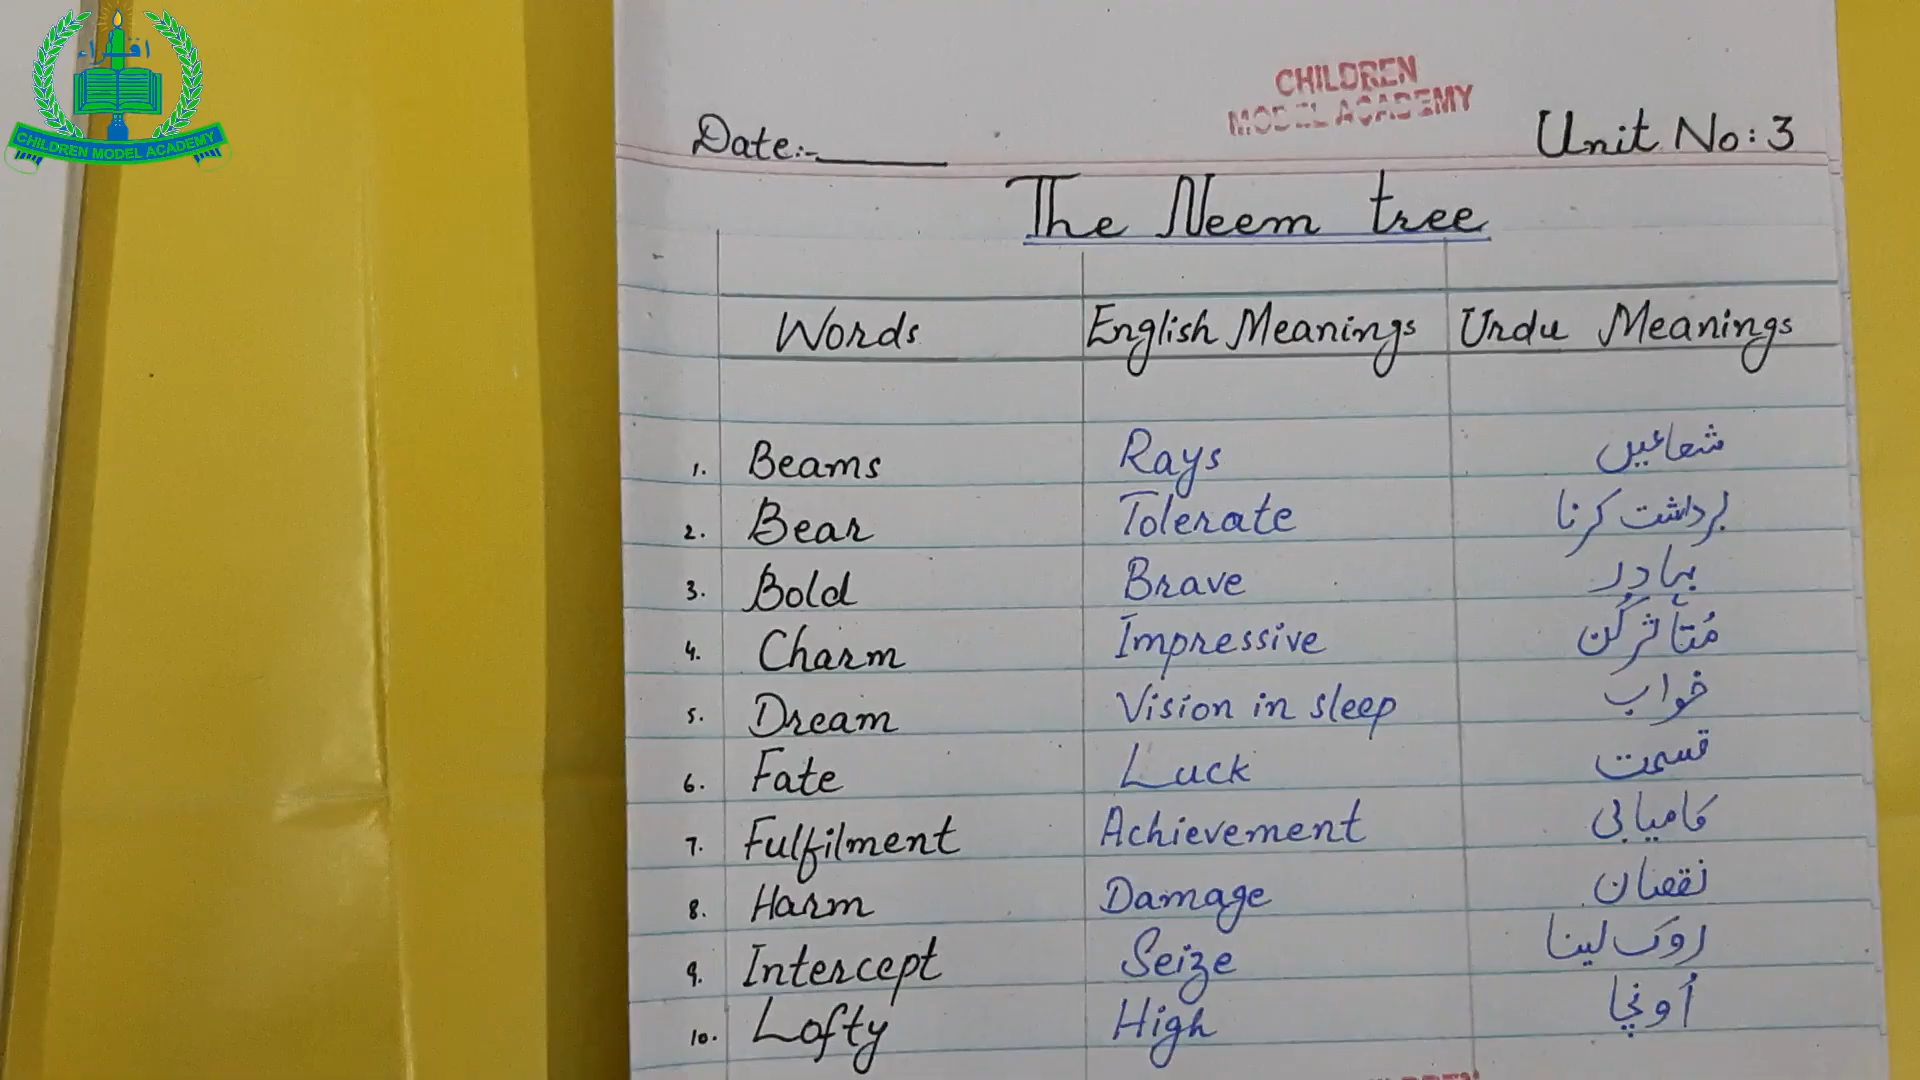 اقراء
CHILDREN MODEL ACADEMY
CHILDREN
MODEL ACADEMY
Date:- Unit No: 3
The Neem tree
Words English Meanings Urdu Meanings
1. Beams Rays شعاعیں
2. Bear Tolerate برداشت کرنا
3. Bold Brave بہادر
4. Charm Impressive مُتأثر کُن
5. Dream Vision in sleep خواب
6. Fate Luck قسمت
7. Fulfilment Achievement کامیابی
8. Harm Damage نقصان
9. Intercept Seize روک لینا
10. Lofty High اُونچا